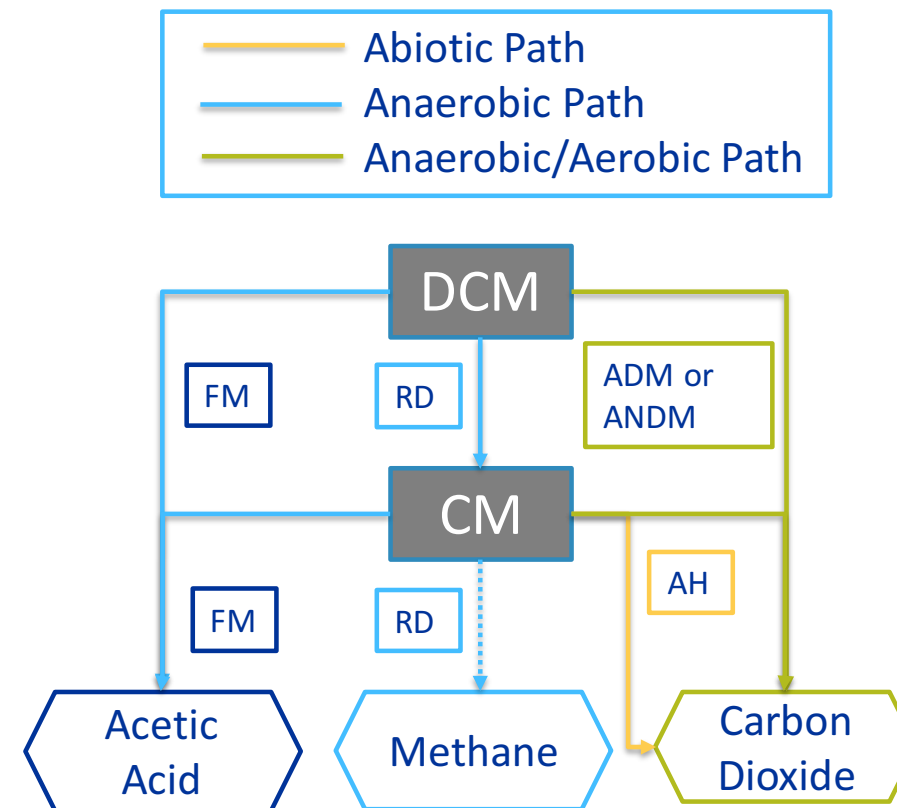 Abiotic Path
Anaerobic Path
Anaerobic/Aerobic Path
DCM
FM
RD
ADM or
ANDM
CM
AH
FM
RD
Acetic
Acid
Methane
Carbon
Dioxide